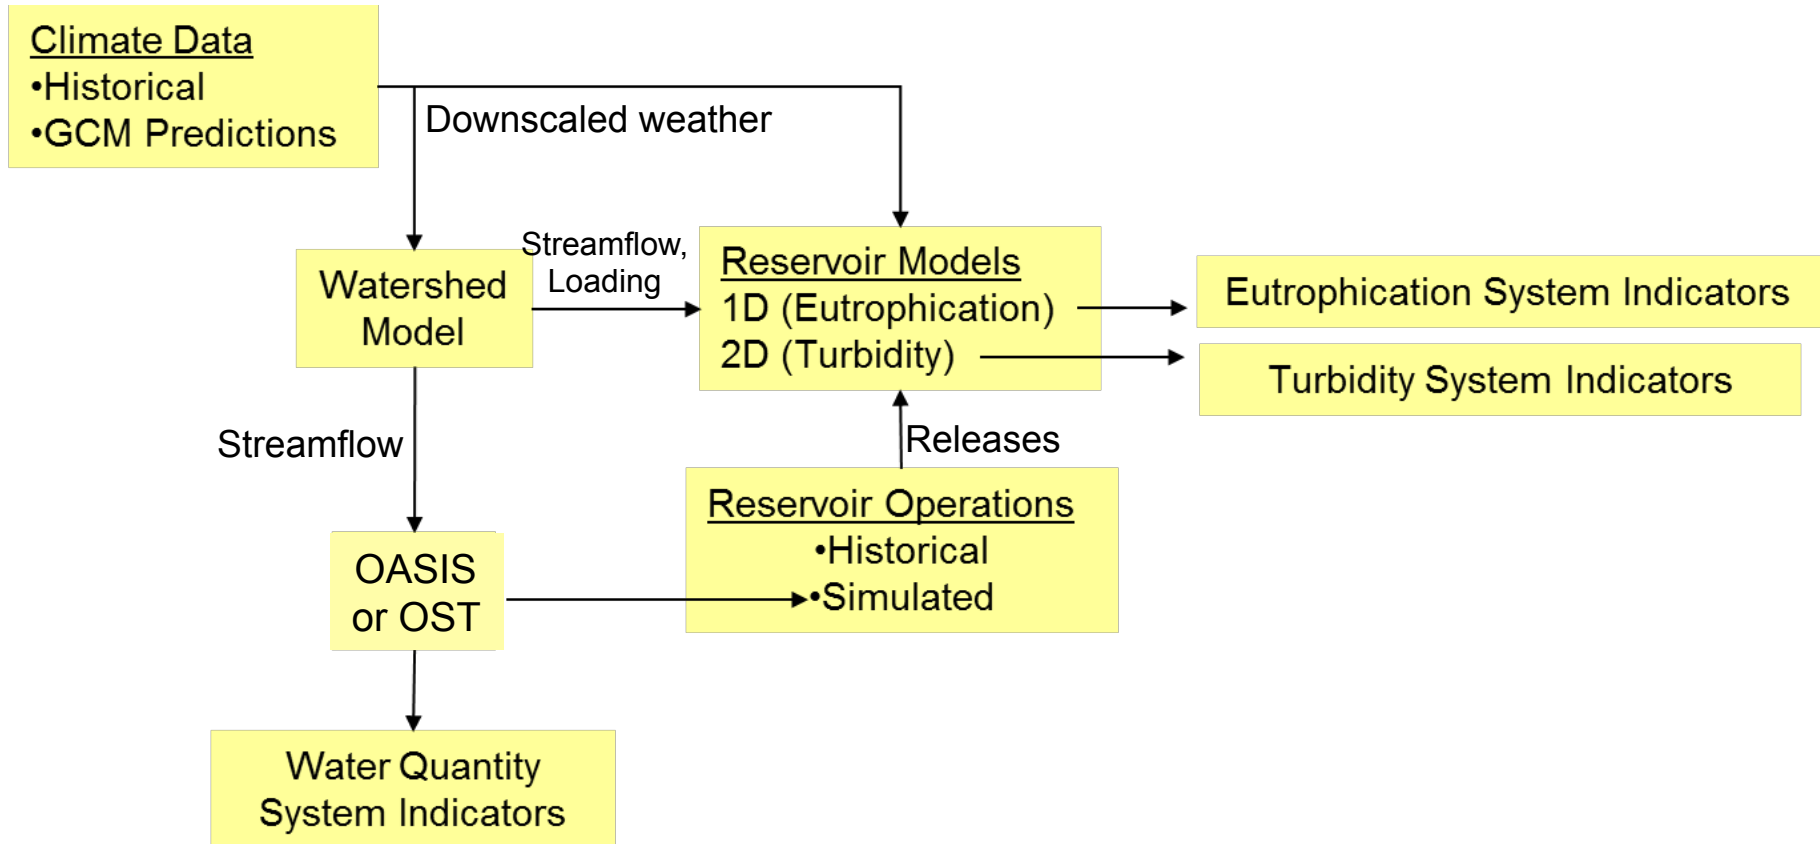 Climate Data
•Historical
•GCM Predictions
Downscaled weather
Watershed
Model
Streamflow,
Loading
Reservoir Models
1D (Eutrophication)
2D (Turbidity)
Eutrophication System Indicators
Turbidity System Indicators
Streamflow
Releases
Reservoir Operations
•Historical
•Simulated
OASIS
or OST
Water Quantity
System Indicators